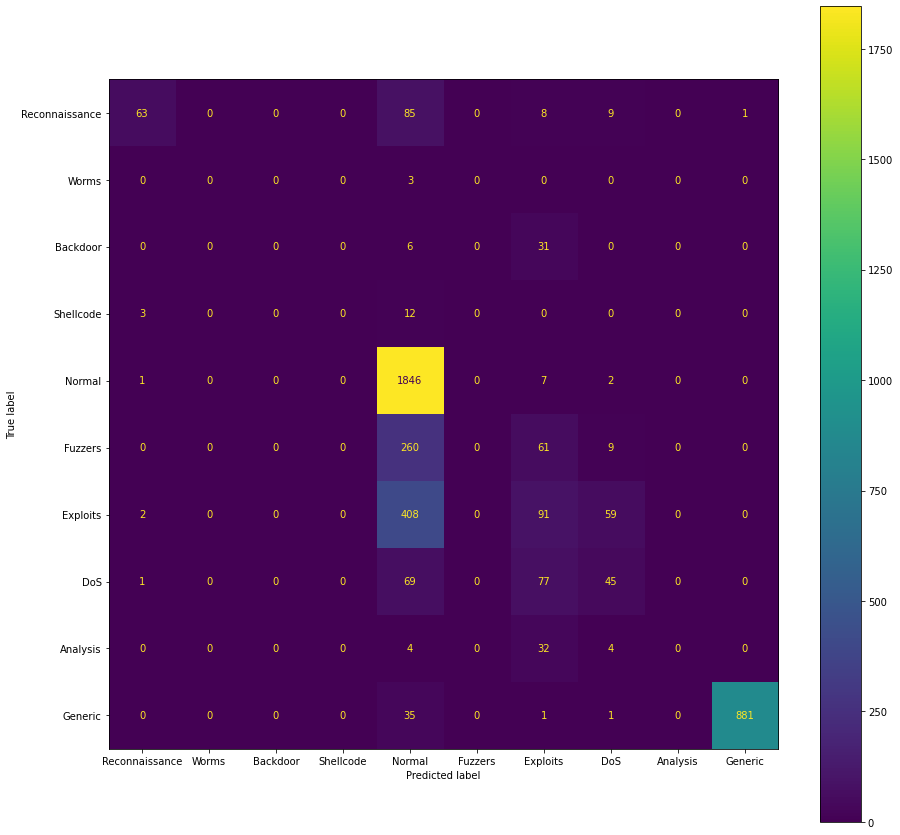 Reconnaissance 63 0 0 0 85 0 8 9 0 1
Worms 0 0 0 0 3 0 0 0 0 0
Backdoor 0 0 0 0 6 0 31 0 0 0
Shellcode 3 0 0 0 12 0 0 0 0 0
Normal 1 0 0 0 1846 0 7 2 0 0
Fuzzers 0 0 0 0 260 0 61 9 0 0
Exploits 2 0 0 0 408 0 91 59 0 0
DoS 1 0 0 0 69 0 77 45 0 0
Analysis 0 0 0 0 4 0 32 4 0 0
Generic 0 0 0 0 35 0 1 1 0 881
Reconnaissance Worms Backdoor Shellcode Normal Fuzzers Exploits DoS Analysis Generic
Predicted label
True label
1750
1500
1250
1000
750
500
250
0